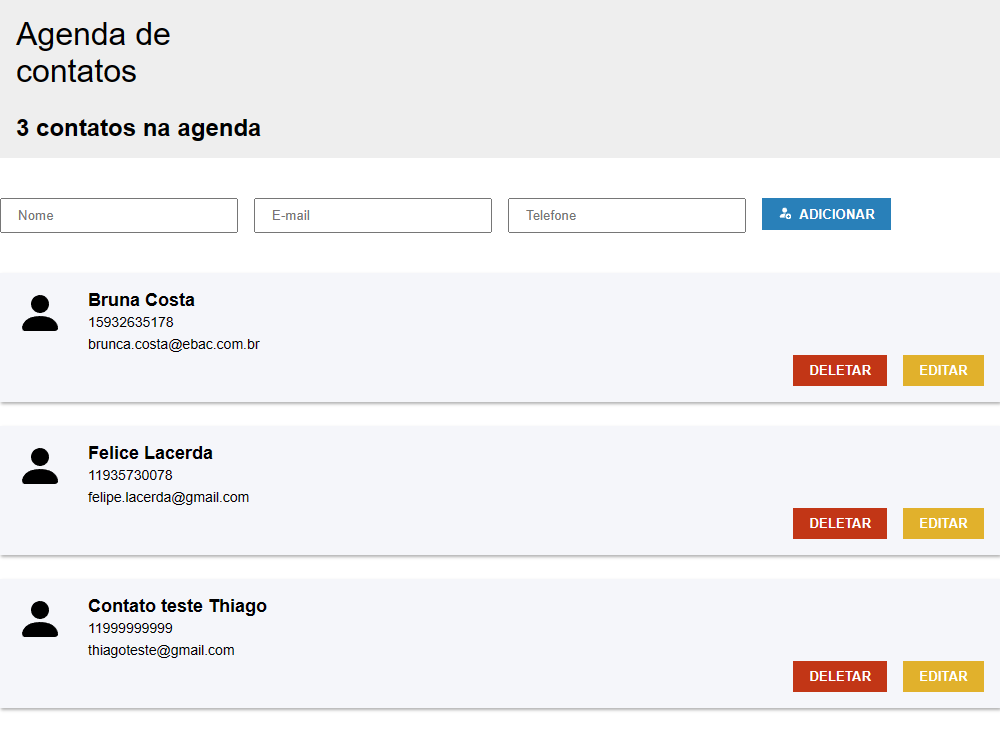 Agenda de
contatos
3 contatos na agenda
Nome
E-mail
Telefone
ADICIONAR
Bruna Costa
15932635178
brunca.costa@ebac.com.br
DELETAR
EDITAR
Felice Lacerda
11935730078
felipe.lacerda@gmail.com
DELETAR
EDITAR
Contato teste Thiago
11999999999
thiagoteste@gmail.com
DELETAR
EDITAR